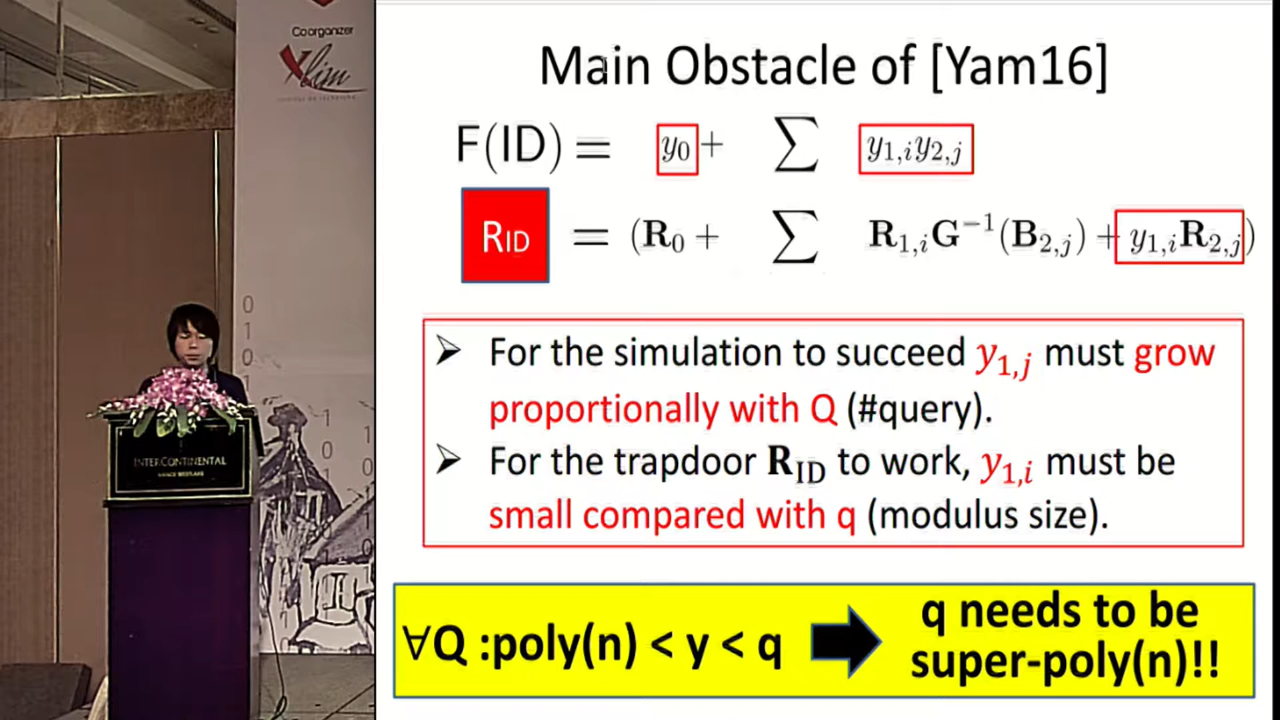 Coorganizer
Xlim
Main Obstacle of [Yam16]
F(ID) = y₀ + ∑ y₁,ᵢy₂,ⱼ
RID = (R₀ + ∑ R₁,ᵢG⁻¹(B₂,ⱼ) + y₁,ᵢR₂,ⱼ)
➢ For the simulation to succeed y₁,ⱼ must grow
proportionally with Q (#query).
➢ For the trapdoor RID to work, y₁,ᵢ must be
small compared with q (modulus size).
∀Q :poly(n) < y < q
q needs to be
super-poly(n)!!
INTERCONTINENTAL